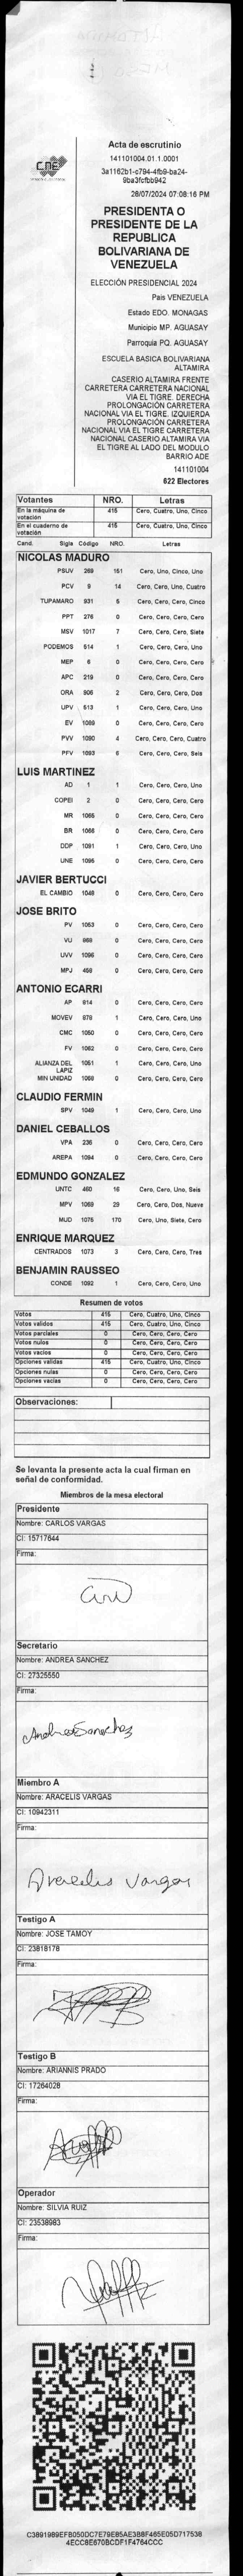 CNE
Acta de escrutinio
141101004.01.1.0001
3a1162b1-c794-4fb9-ba24-
9ba3fcfbb942
28/07/2024 07:08:16 PM
PRESIDENTA O
PRESIDENTE DE LA
REPUBLICA
BOLIVARIANA DE
VENEZUELA
ELECCIÓN PRESIDENCIAL 2024
Pais VENEZUELA
Estado EDO. MONAGAS
Municipio MP. AGUASAY
Parroquia PQ. AGUASAY
ESCUELA BASICA BOLIVARIANA
ALTAMIRA
CASERIO ALTAMIRA FRENTE
CARRETERA CARRETERA NACIONAL
VIA EL TIGRE. DERECHA
PROLONGACIÓN CARRETERA
NACIONAL VIA EL TIGRE. IZQUIERDA
PROLONGACIÓN CARRETERA
NACIONAL VIA EL TIGRE CARRETERA
NACIONAL CASERIO ALTAMIRA VIA
EL TIGRE AL LADO DEL MODULO
BARRIO ADE
141101004
622 Electores
Votantes NRO. Letras
En la máquina de votación 415 Cero, Cuatro, Uno, Cinco
En el cuaderno de votación 415 Cero, Cuatro, Uno, Cinco
Cand. Sigla Código NRO. Letras
NICOLAS MADURO
PSUV 269 151 Cero, Uno, Cinco, Uno
PCV 9 14 Cero, Cero, Uno, Cuatro
TUPAMARO 931 5 Cero, Cero, Cero, Cinco
PPT 276 0 Cero, Cero, Cero, Cero
MSV 1017 7 Cero, Cero, Cero, Siete
PODEMOS 514 1 Cero, Cero, Cero, Uno
MEP 6 0 Cero, Cero, Cero, Cero
APC 219 0 Cero, Cero, Cero, Cero
ORA 906 2 Cero, Cero, Cero, Dos
UPV 513 1 Cero, Cero, Cero, Uno
EV 1089 0 Cero, Cero, Cero, Cero
PVV 1090 4 Cero, Cero, Cero, Cuatro
PFV 1093 6 Cero, Cero, Cero, Seis
LUIS MARTINEZ
AD 1 1 Cero, Cero, Cero, Uno
COPEI 2 0 Cero, Cero, Cero, Cero
MR 1065 0 Cero, Cero, Cero, Cero
BR 1066 0 Cero, Cero, Cero, Cero
DDP 1091 1 Cero, Cero, Cero, Uno
UNE 1095 0 Cero, Cero, Cero, Cero
JAVIER BERTUCCI
EL CAMBIO 1048 0 Cero, Cero, Cero, Cero
JOSE BRITO
PV 1053 0 Cero, Cero, Cero, Cero
VU 868 0 Cero, Cero, Cero, Cero
UVV 1096 0 Cero, Cero, Cero, Cero
MPJ 458 0 Cero, Cero, Cero, Cero
ANTONIO ECARRI
AP 914 0 Cero, Cero, Cero, Cero
MOVEV 979 1 Cero, Cero, Cero, Uno
CMC 1050 0 Cero, Cero, Cero, Cero
FV 1062 0 Cero, Cero, Cero, Cero
ALIANZA DEL LAPIZ 1051 1 Cero, Cero, Cero, Uno
MIN UNIDAD 1068 0 Cero, Cero, Cero, Cero
CLAUDIO FERMIN
SPV 1049 1 Cero, Cero, Cero, Uno
DANIEL CEBALLOS
VPA 236 0 Cero, Cero, Cero, Cero
AREPA 1094 0 Cero, Cero, Cero, Cero
EDMUNDO GONZALEZ
UNTC 460 16 Cero, Cero, Uno, Seis
MPV 1069 29 Cero, Cero, Dos, Nueve
MUD 1075 170 Cero, Uno, Siete, Cero
ENRIQUE MARQUEZ
CENTRADOS 1073 3 Cero, Cero, Cero, Tres
BENJAMIN RAUSSEO
CONDE 1092 1 Cero, Cero, Cero, Uno
Resumen de votos
Votos 415 Cero, Cuatro, Uno, Cinco
Votos validos 415 Cero, Cuatro, Uno, Cinco
Votos parciales 0 Cero, Cero, Cero, Cero
Votos nulos 0 Cero, Cero, Cero, Cero
Votos vacios 0 Cero, Cero, Cero, Cero
Opciones validas 415 Cero, Cuatro, Uno, Cinco
Opciones nulas 0 Cero, Cero, Cero, Cero
Opciones vacias 0 Cero, Cero, Cero, Cero
Observaciones:
Se levanta la presente acta la cual firman en
señal de conformidad.
Miembros de la mesa electoral
Presidente
Nombre: CARLOS VARGAS
CI: 15717644
Firma:
Secretario
Nombre: ANDREA SANCHEZ
CI: 27325550
Firma:
Andrea Sanchez
Miembro A
Nombre: ARACELIS VARGAS
CI: 10942311
Firma:
Aracelis Vargas
Testigo A
Nombre: JOSE TAMOY
CI: 23818178
Firma:
Testigo B
Nombre: ARIANNIS PRADO
CI: 17264028
Firma:
Operador
Nombre: SILVIA RUIZ
CI: 23538983
Firma:
C3891989EFB050DC7E79EB5AE3B8F465E05D717538
4ECC8E670BCDF1F4764CCC